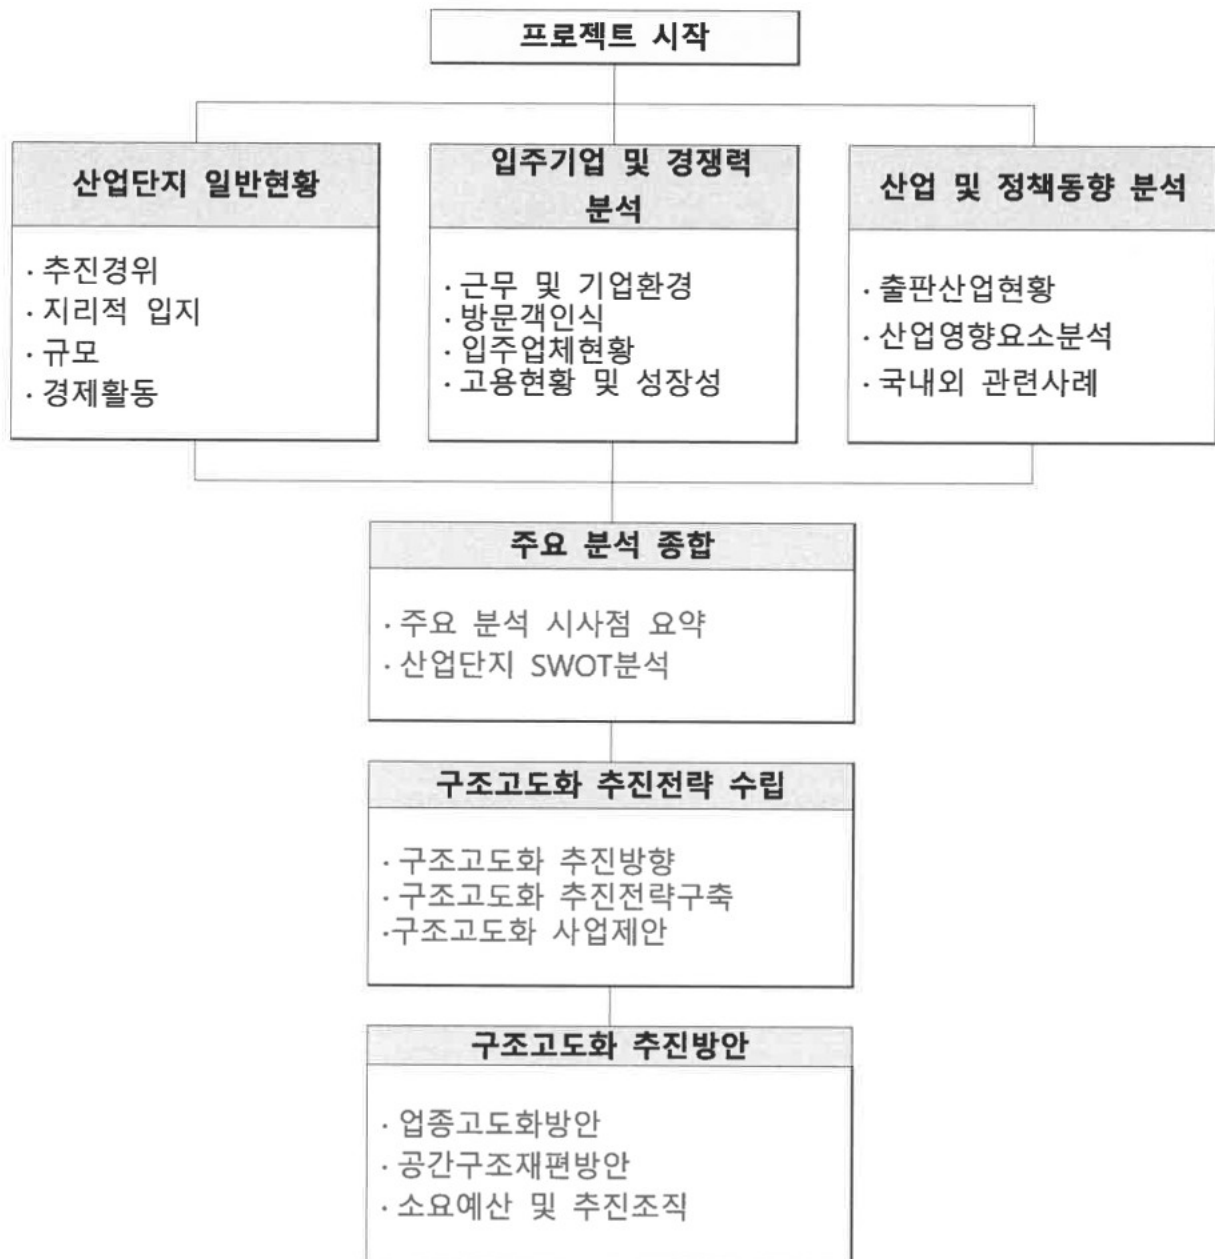 프로젝트 시작
산업단지 일반현황
· 추진경위
· 지리적 입지
· 규모
· 경제활동
입주기업 및 경쟁력
분석
· 근무 및 기업환경
· 방문객인식
· 입주업체현황
· 고용현황 및 성장성
산업 및 정책동향 분석
· 출판산업현황
· 산업영향요소분석
· 국내외 관련사례
주요 분석 종합
· 주요 분석 시사점 요약
· 산업단지 SWOT분석
구조고도화 추진전략 수립
· 구조고도화 추진방향
· 구조고도화 추진전략구축
·구조고도화 사업제안
구조고도화 추진방안
· 업종고도화방안
· 공간구조재편방안
· 소요예산 및 추진조직